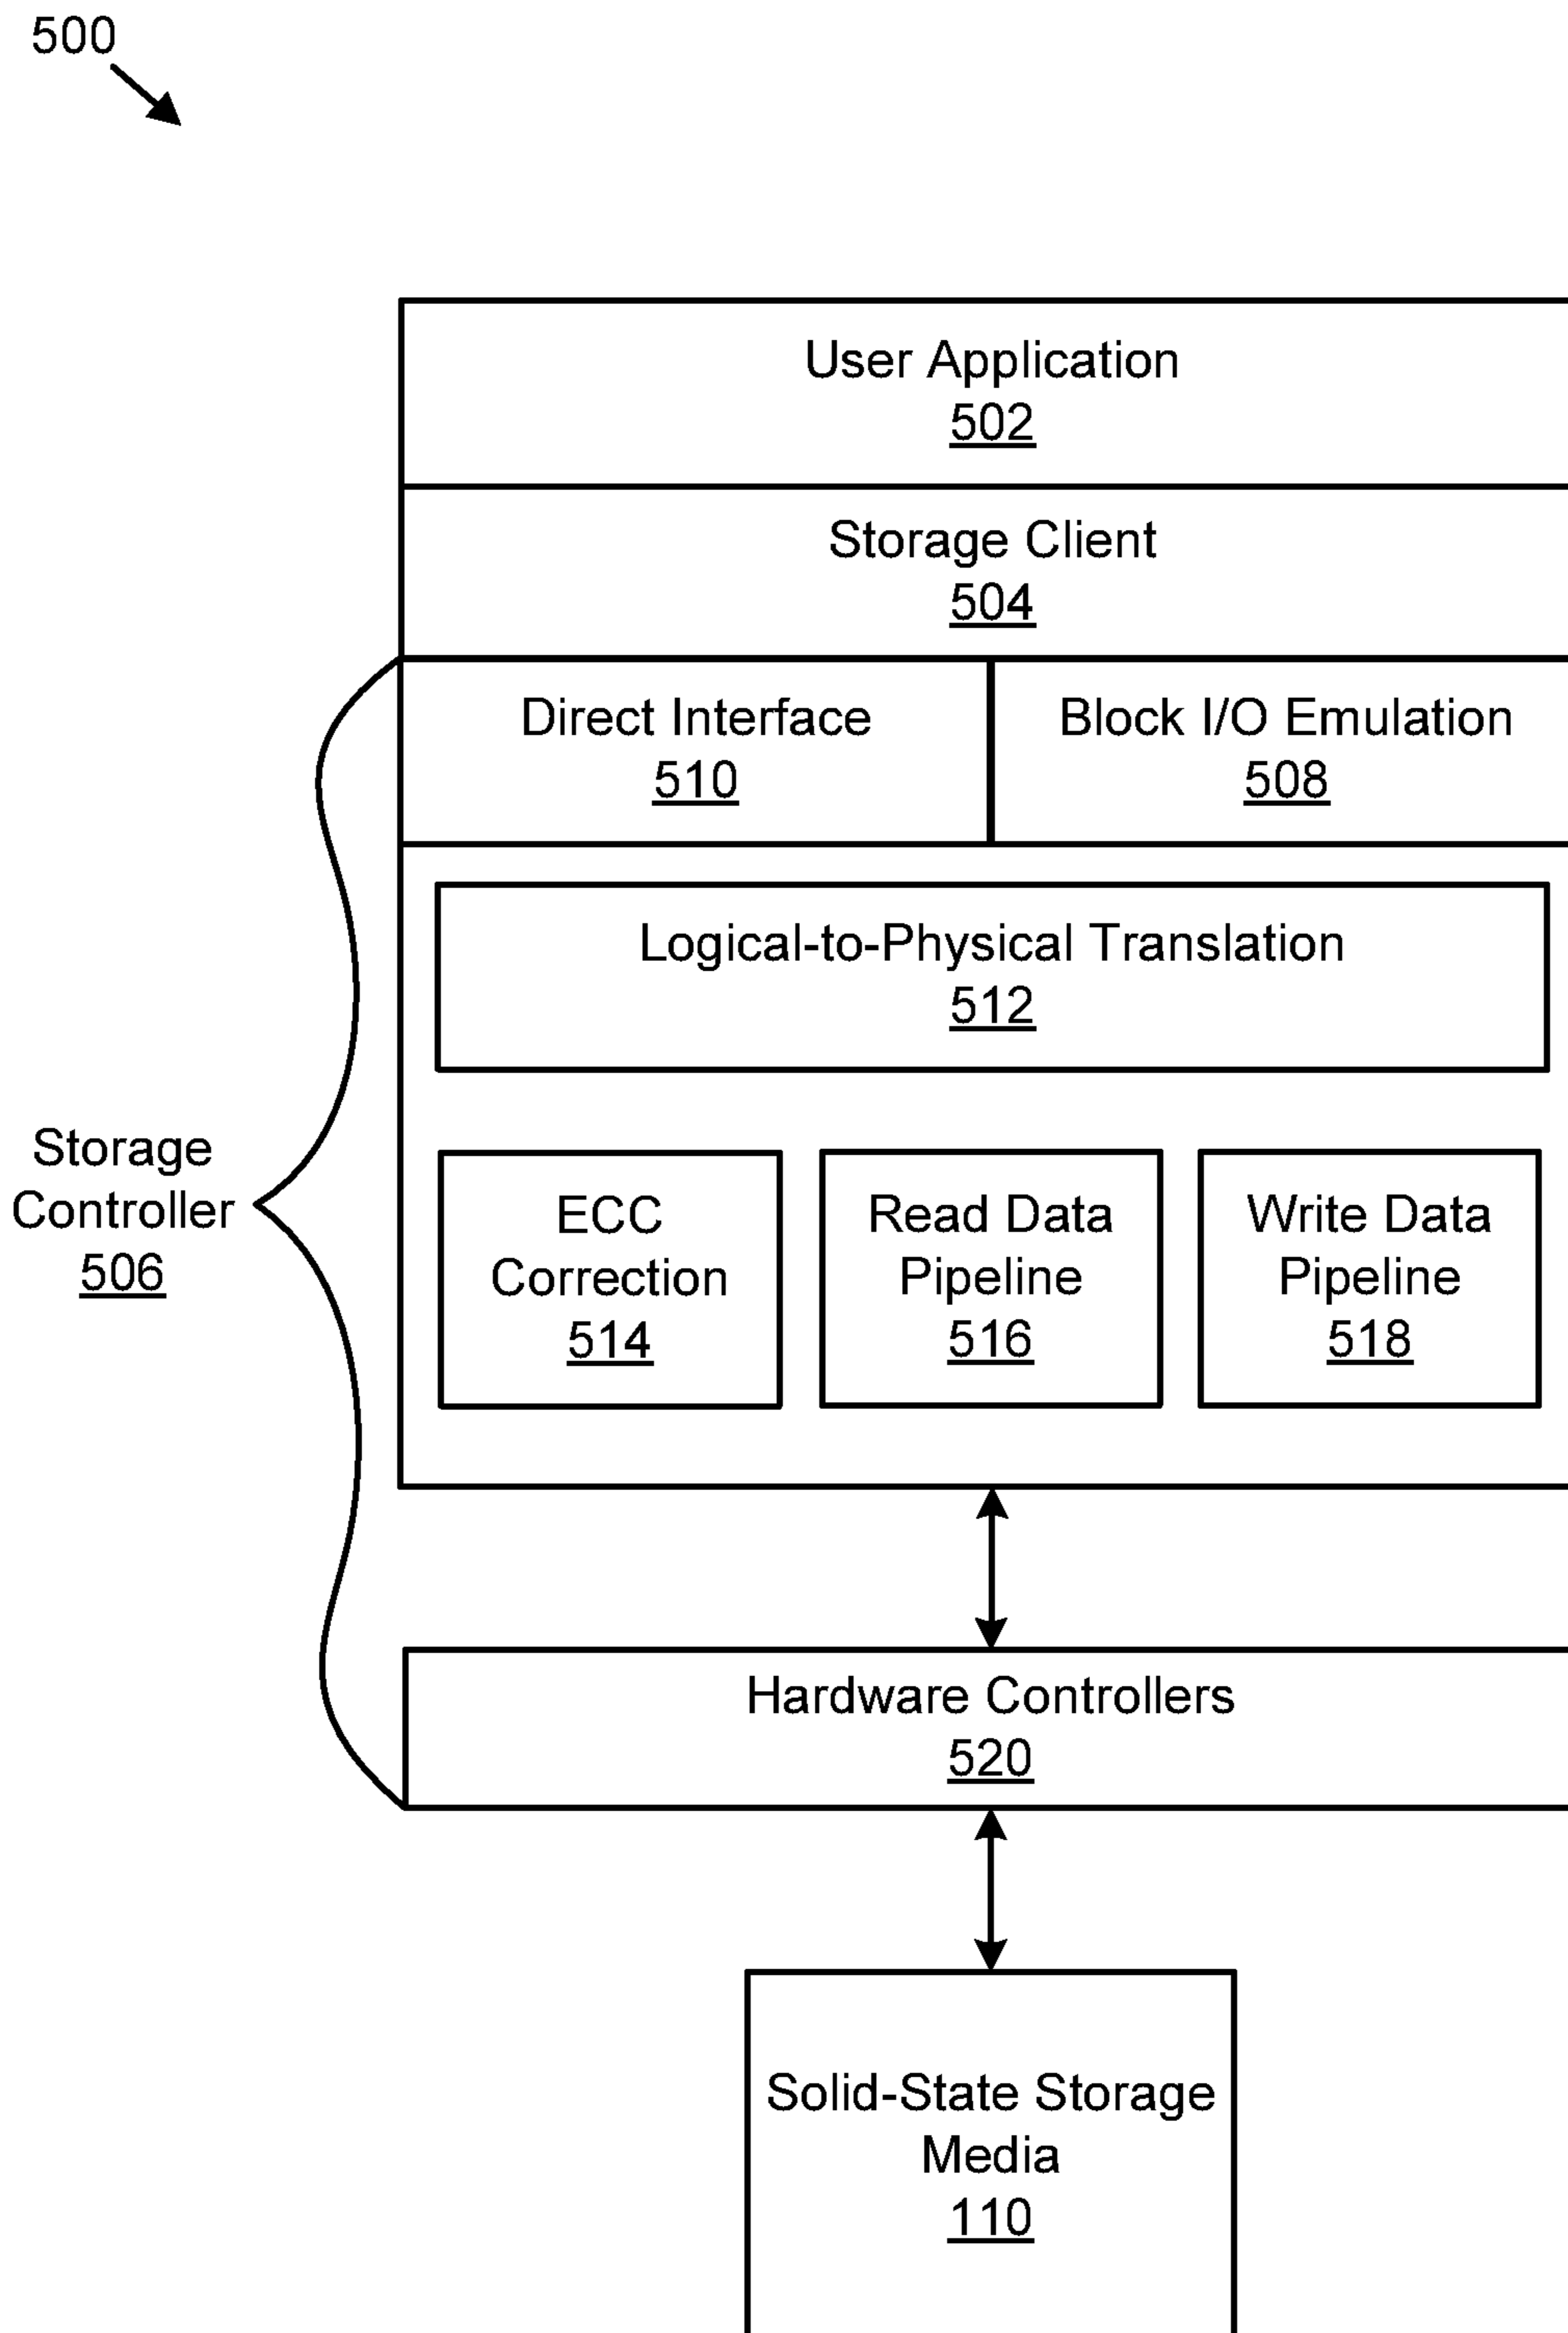 500
User Application
502
Storage Client
504
Direct Interface
510
Block I/O Emulation
508
Logical-to-Physical Translation
512
Storage
Controller
506
ECC
Correction
514
Read Data
Pipeline
516
Write Data
Pipeline
518
Hardware Controllers
520
Solid-State Storage
Media
110